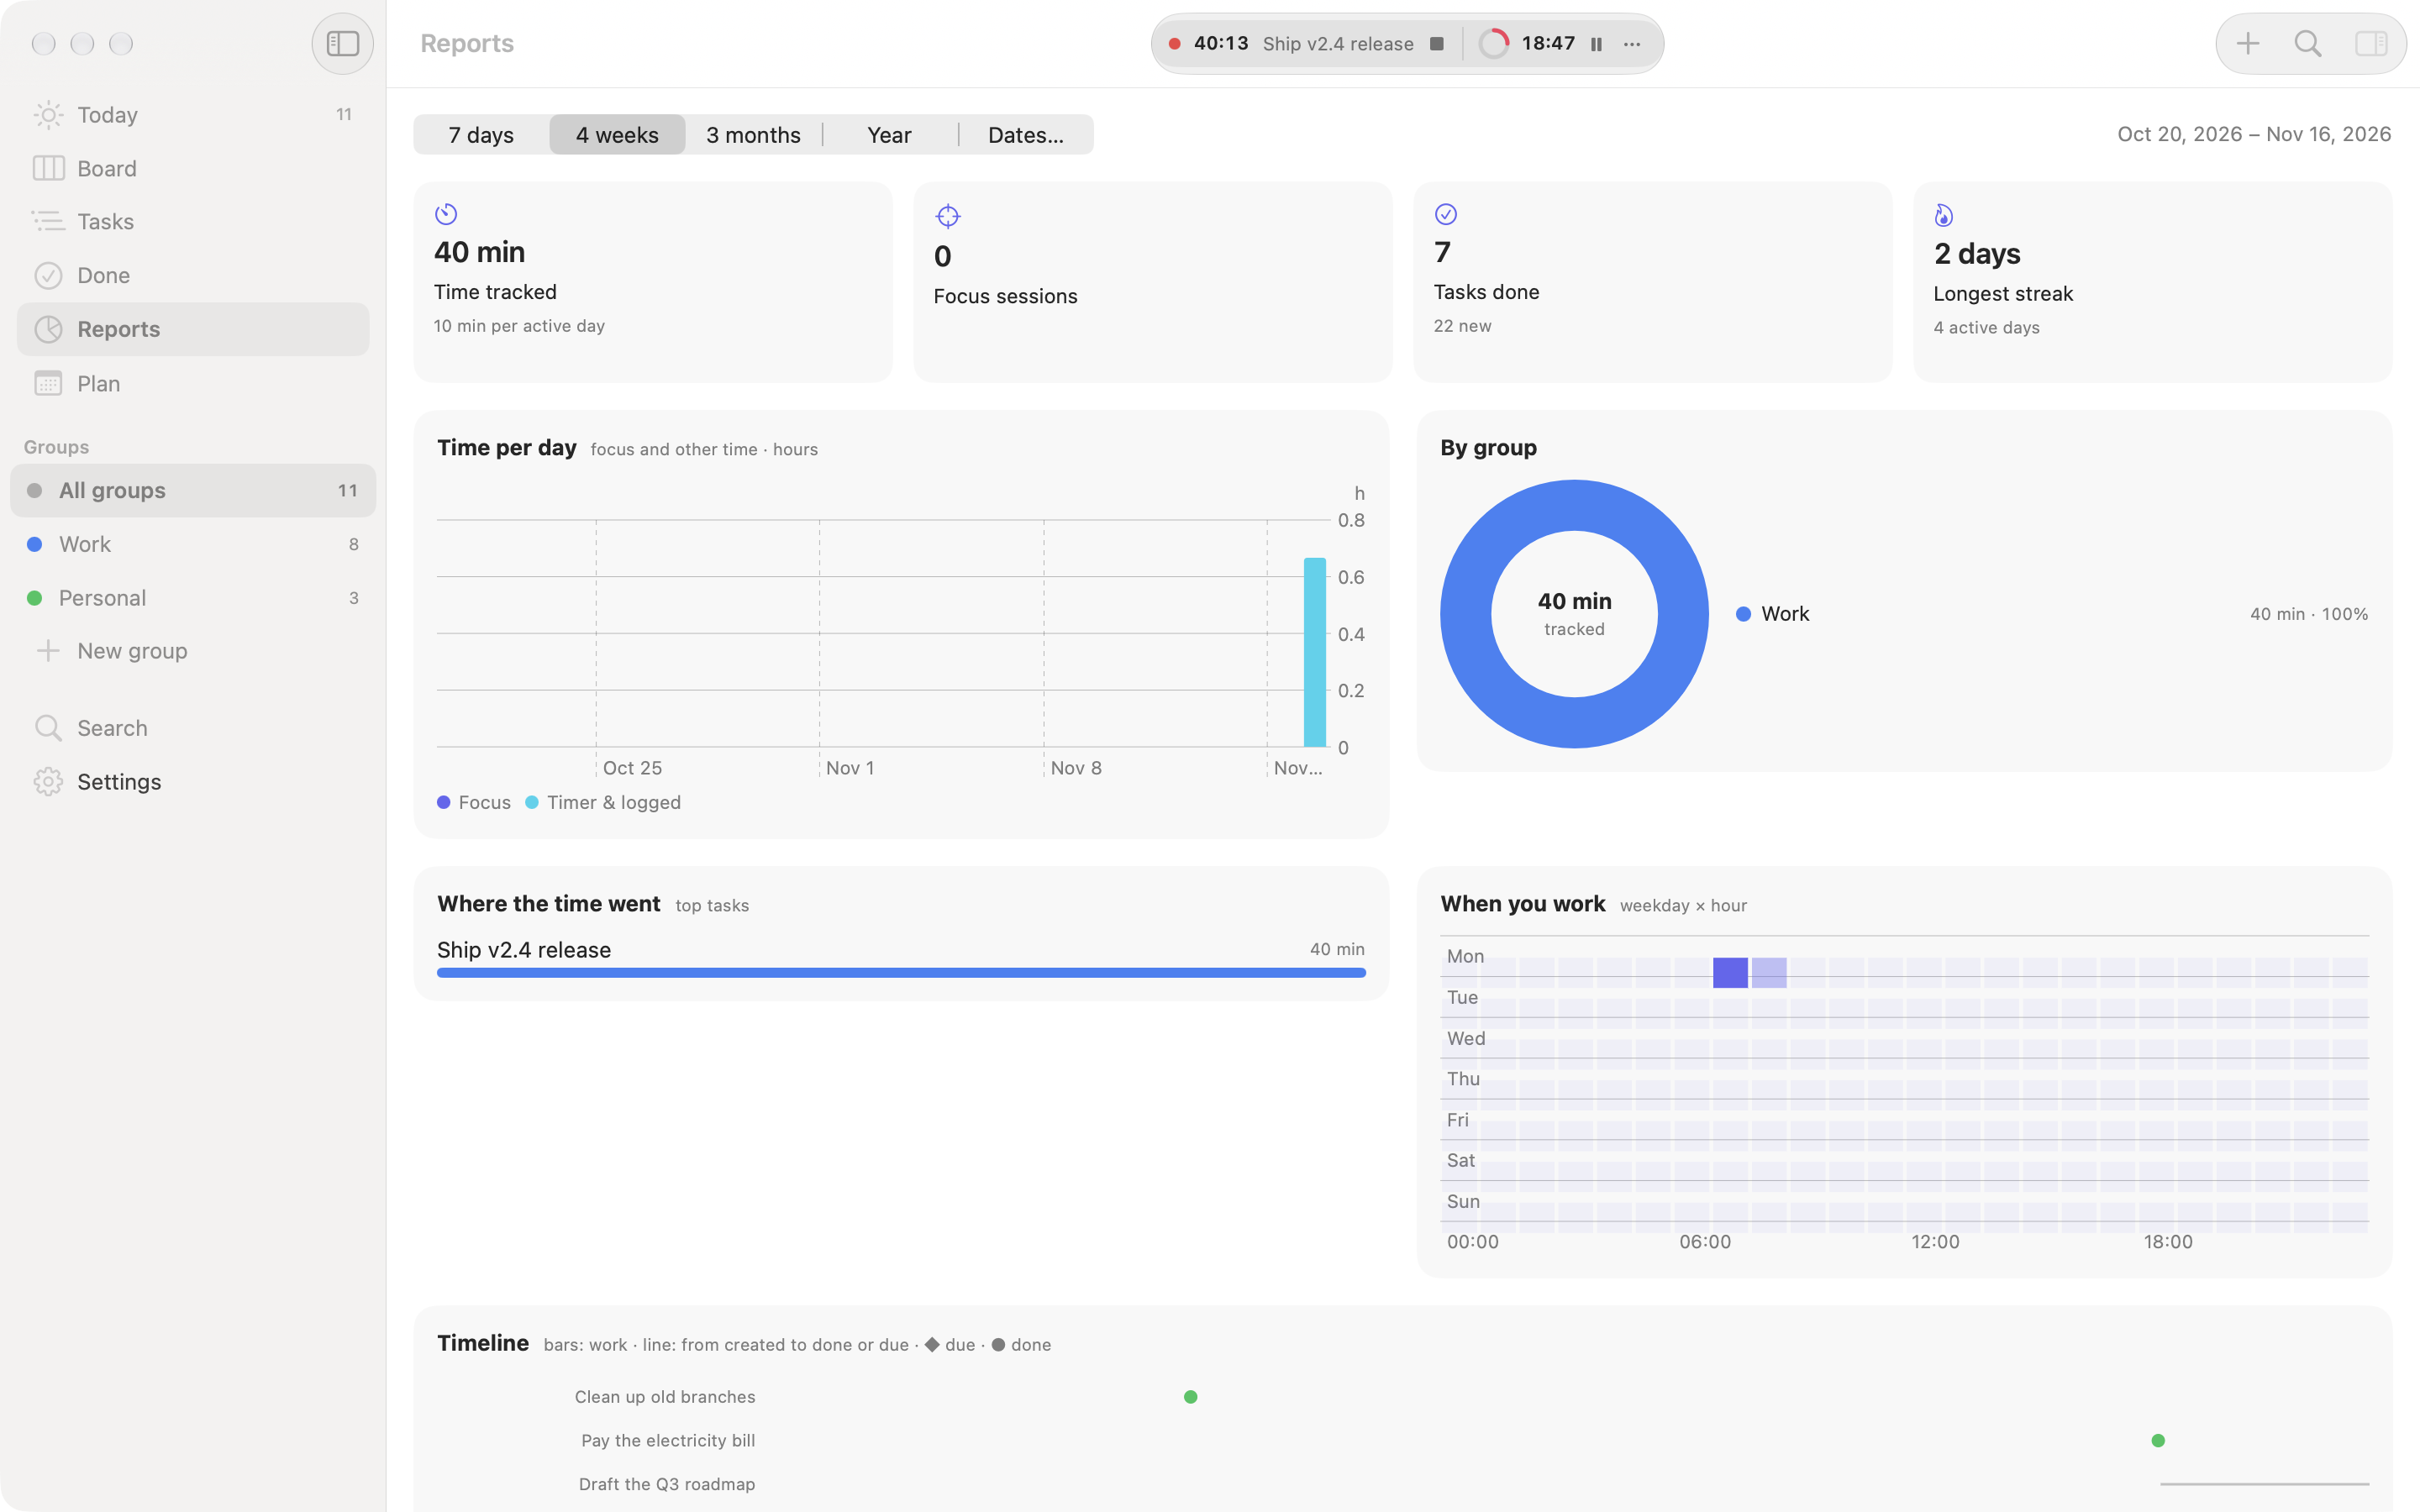 Reports
40:13 Ship v2.4 release 18:47
Today 11
Board
Tasks
Done
Reports
Plan
Groups
All groups 11
Work 8
Personal 3
New group
Search
Settings
7 days 4 weeks 3 months Year Dates...
Oct 20, 2026 – Nov 16, 2026
40 min
Time tracked
10 min per active day
0
Focus sessions
7
Tasks done
22 new
2 days
Longest streak
4 active days
Time per day focus and other time · hours
h
0.8
0.6
0.4
0.2
0
Oct 25 Nov 1 Nov 8 Nov...
Focus Timer & logged
By group
40 min
tracked
Work 40 min · 100%
Where the time went top tasks
Ship v2.4 release 40 min
When you work weekday × hour
Mon
Tue
Wed
Thu
Fri
Sat
Sun
00:00 06:00 12:00 18:00
Timeline bars: work · line: from created to done or due · ◆ due · ● done
Clean up old branches
Pay the electricity bill
Draft the Q3 roadmap